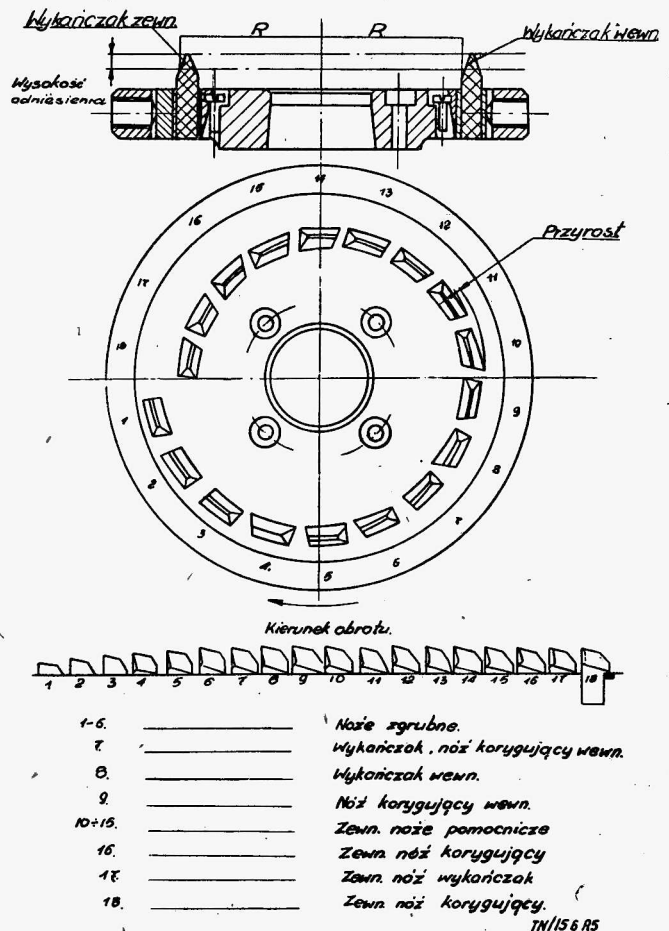 Wykańczak zewn.
R R
Wykańczak wewn.
Wysokość
odniesienia
14
15 13
16 12
Przyrost
17 11
18 10
1 9
2 8
3 7
4. 6
5
Kierunek obrotu.
1 2 3 4 5 6 7 8 9 10 11 12 13 14 15 16 17 18
1-6. Noże zgrubne.
7. Wykańczak, nóż korygujący wewn.
8. Wykańczak wewn.
9. Nóż korygujący wewn.
10÷15. Zewn. noże pomocnicze
16. Zewn. nóż korygujący
17. Zewn. nóż wykańczak
18. Zewn. nóż korygujący.
TN/156 R5